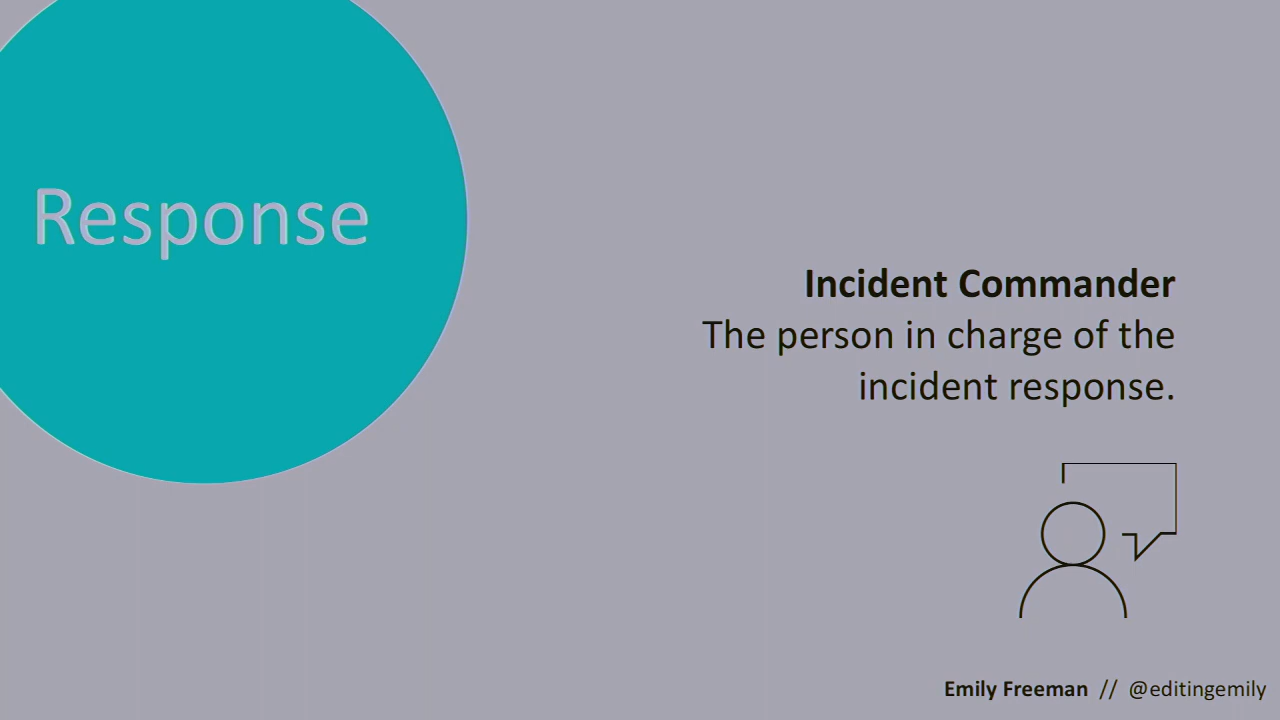 Response
Incident Commander
The person in charge of the
incident response.
Emily Freeman // @editingemily